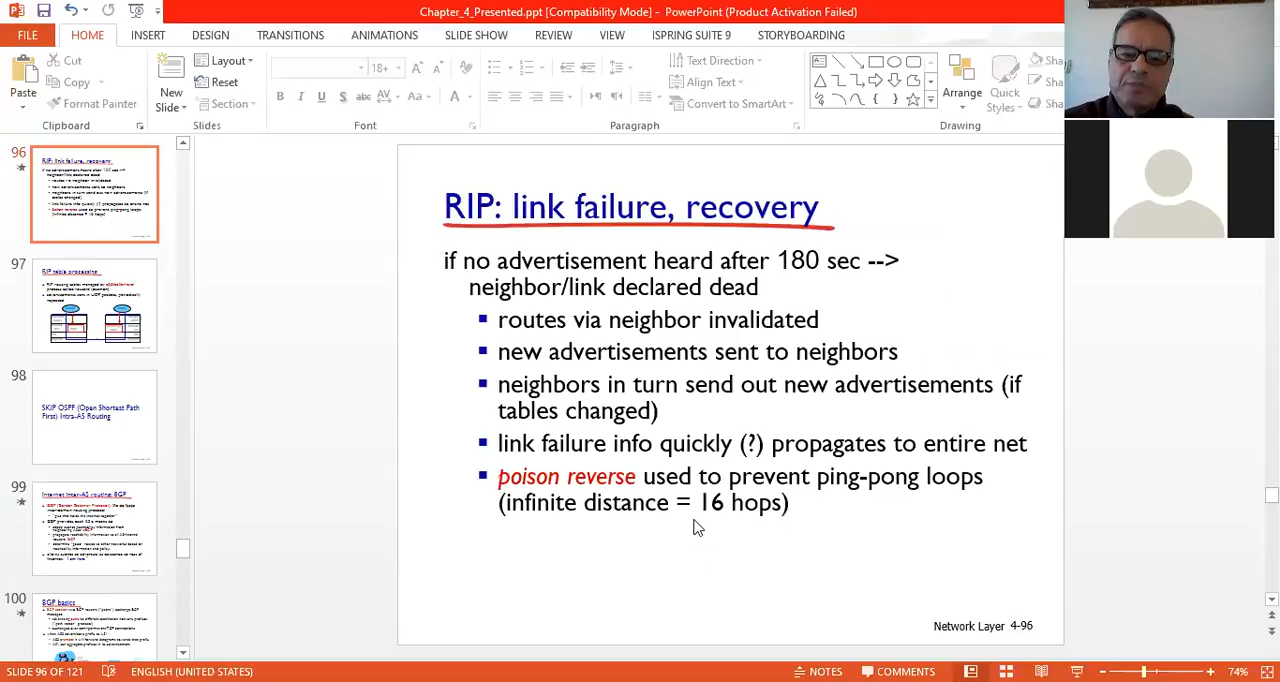 Chapter_4_Presented.ppt [Compatibility Mode] - PowerPoint (Product Activation Failed)
FILE HOME INSERT DESIGN TRANSITIONS ANIMATIONS SLIDE SHOW REVIEW VIEW ISPRING SUITE 9 STORYBOARDING
Paste
Cut
Copy
Format Painter
Clipboard
New
Slide
Layout
Reset
Section
Slides
18+
B I U S abc AV Aa A
Font
Text Direction
Align Text
Convert to SmartArt
Paragraph
Arrange
Quick
Styles
Sha
Sha
Sha
Drawing
96
RIP: link failure, recovery
97
RIP table processing
98
SKIP OSPF (Open Shortest Path
First) Intra-AS Routing
99
Internet inter-AS routing: BGP
100
BGP basics
RIP: link failure, recovery
if no advertisement heard after 180 sec -->
neighbor/link declared dead
▪ routes via neighbor invalidated
▪ new advertisements sent to neighbors
▪ neighbors in turn send out new advertisements (if
tables changed)
▪ link failure info quickly (?) propagates to entire net
▪ poison reverse used to prevent ping-pong loops
(infinite distance = 16 hops)
Network Layer 4-96
SLIDE 96 OF 121 ENGLISH (UNITED STATES) NOTES COMMENTS 74%